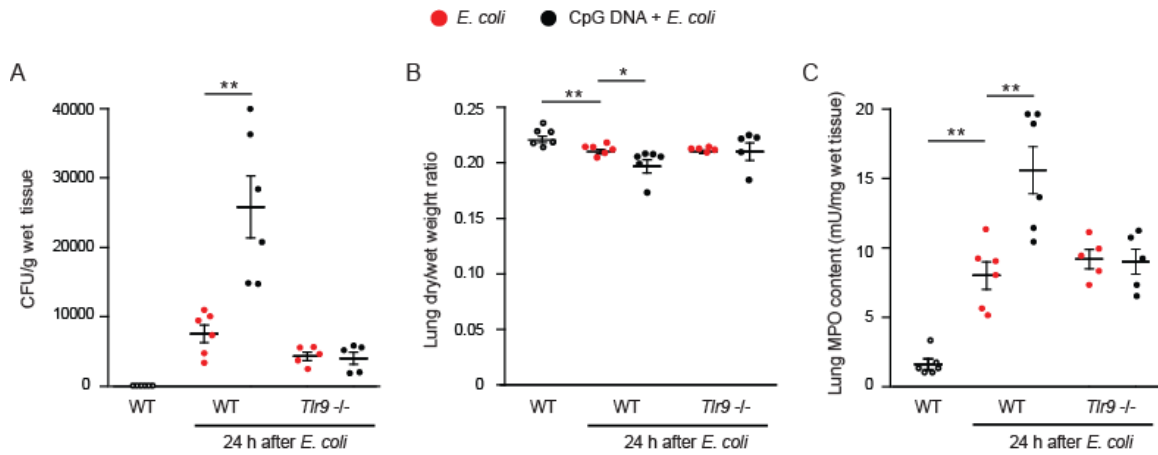 E. coli CpG DNA + E. coli
A
**
CFU/g wet tissue
40000
30000
20000
10000
0
WT WT Tlr9 -/-
24 h after E. coli
B
*
**
Lung dry/wet weight ratio
0.25
0.20
0.15
0.10
0.05
0.00
WT WT Tlr9 -/-
24 h after E. coli
C
**
**
Lung MPO content (mU/mg wet tissue)
20
15
10
5
0
WT WT Tlr9 -/-
24 h after E. coli